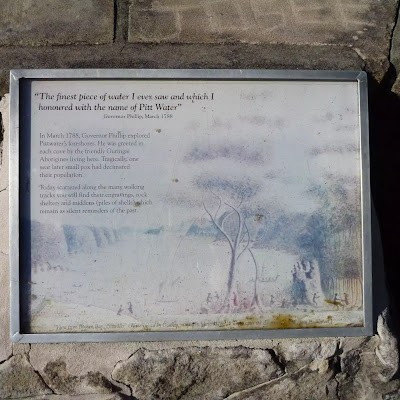 "The finest piece of water I ever saw and which I
honoured with the name of Pitt Water"
Governor Phillip, March 1788
In March 1788, Governor Phillip explored
Pittwater's foreshores. He was greeted in
each cove by the friendly Guringai
Aborigines living here. Tragically, one
year later small pox had decimated
their population.
Today scattered along the many walking
tracks you will find their engravings, rock
shelters and middens (piles of shells) which
remain as silent reminders of the past.